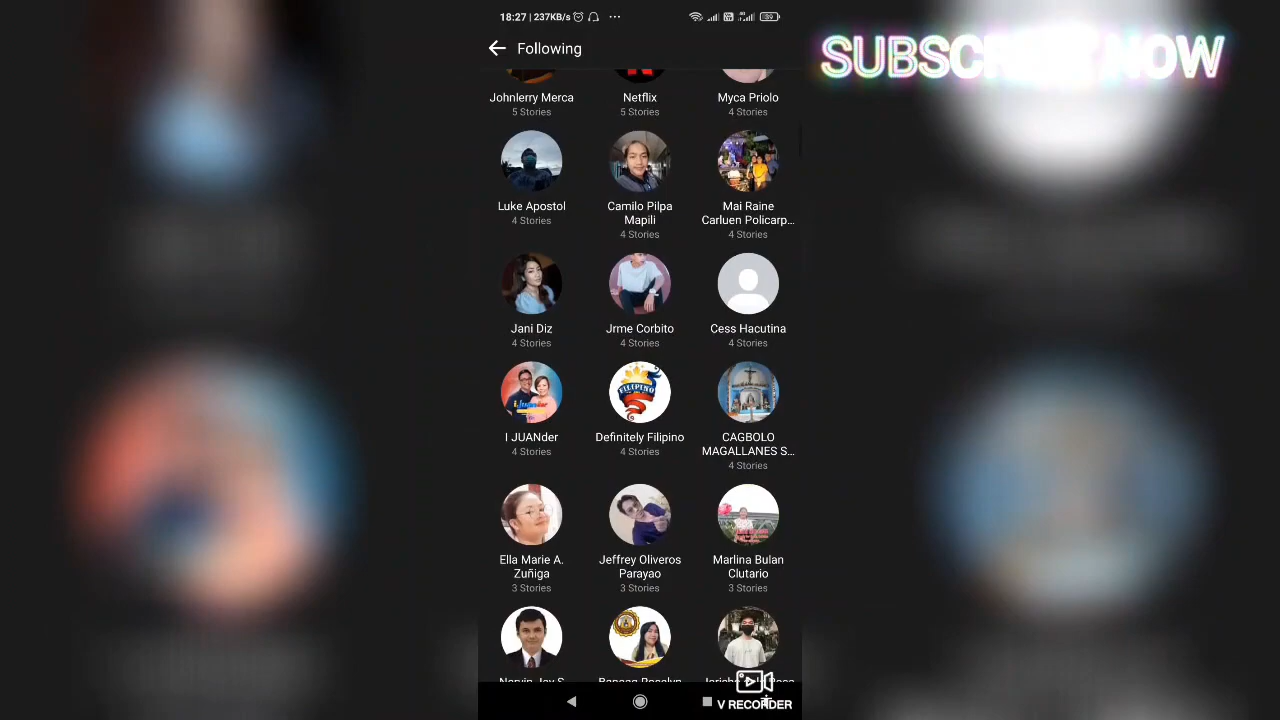 18:27 | 237KB/s
SUBSCRIBE NOW
Following
Johnlerry Merca
5 Stories
Netflix
5 Stories
Myca Priolo
4 Stories
Luke Apostol
4 Stories
Camilo Pilpa
Mapili
4 Stories
Mai Raine
Carluen Policarp...
4 Stories
Jani Diz
4 Stories
Jrme Corbito
4 Stories
Cess Hacutina
4 Stories
I JUANder
4 Stories
FILIPINO
Definitely Filipino
4 Stories
CAGBOLO
MAGALLANES S...
4 Stories
Ella Marie A.
Zuñiga
3 Stories
Jeffrey Oliveros
Parayao
3 Stories
Marlina Bulan
Clutario
3 Stories
V RECORDER